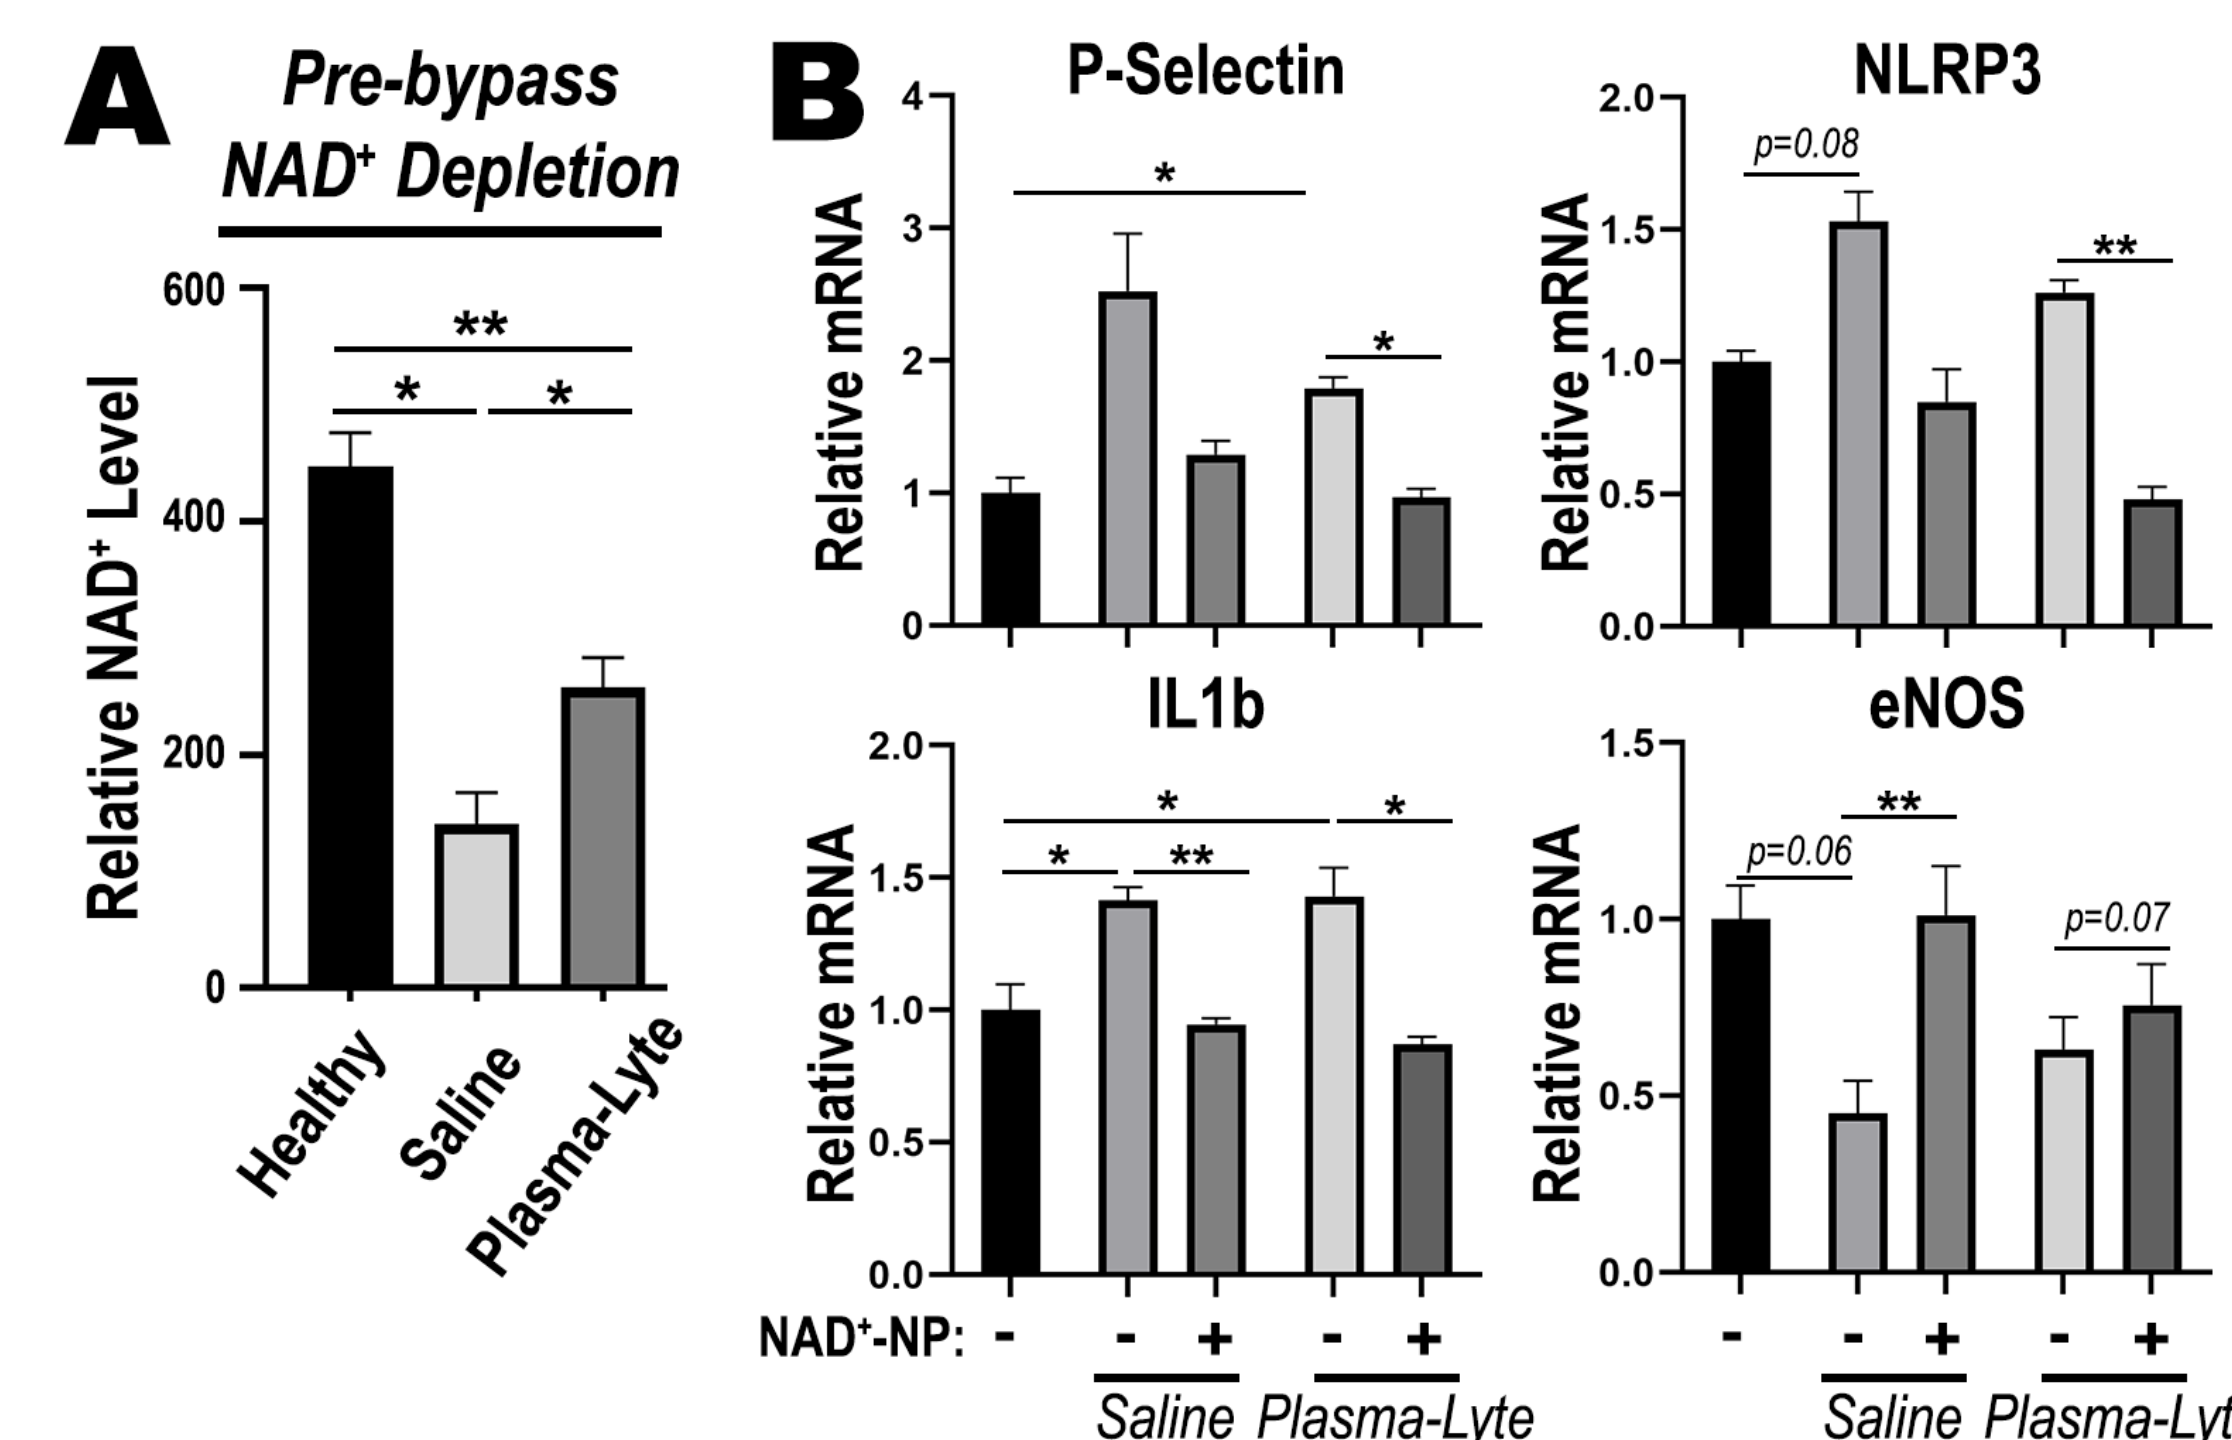 A
Pre-bypass
NAD⁺ Depletion
Relative NAD⁺ Level
600
400
200
0
**
*
*
Healthy
Saline
Plasma-Lyte
B
P-Selectin
Relative mRNA
4
3
2
1
0
*
*
NLRP3
Relative mRNA
2.0
1.5
1.0
0.5
0.0
p=0.08
**
IL1b
Relative mRNA
2.0
1.5
1.0
0.5
0.0
*
*
*
**
eNOS
Relative mRNA
1.5
1.0
0.5
0.0
**
p=0.06
p=0.07
NAD⁺-NP: - - + - +
- - + - +
Saline Plasma-Lyte
Saline Plasma-Lyt